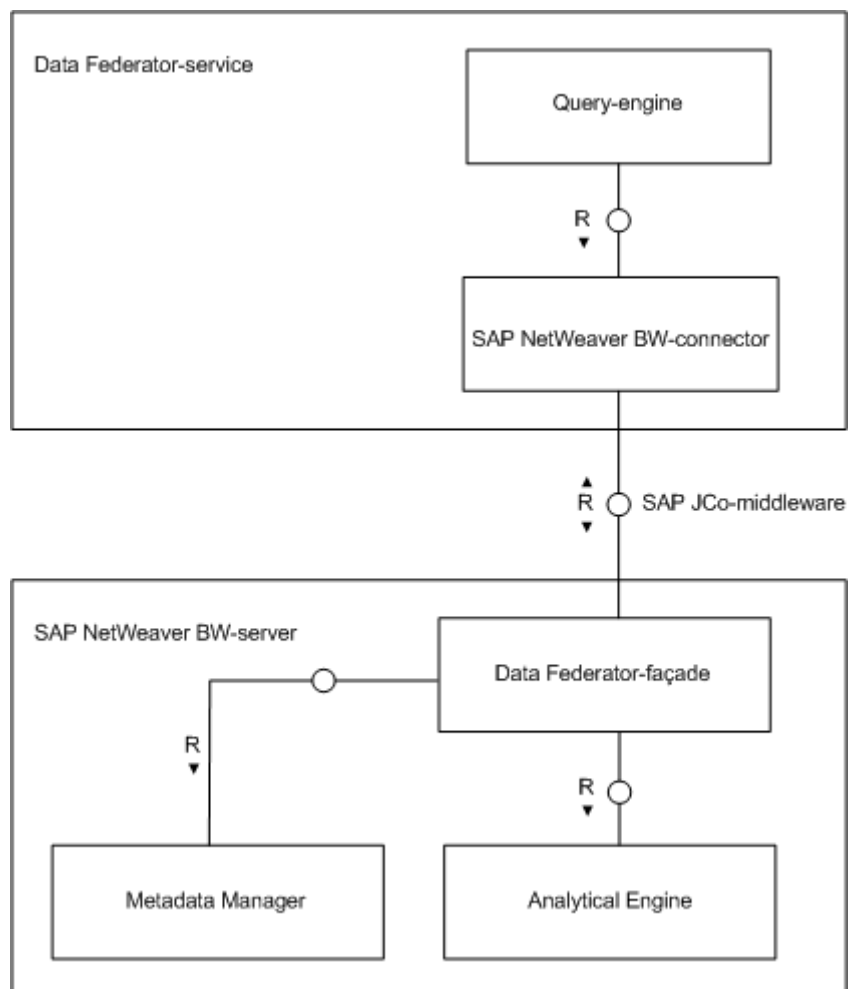 Data Federator-service
Query-engine
R
▼
SAP NetWeaver BW-connector
▲
R
▼
SAP JCo-middleware
SAP NetWeaver BW-server
Data Federator-façade
R
▼
R
▼
Metadata Manager
Analytical Engine